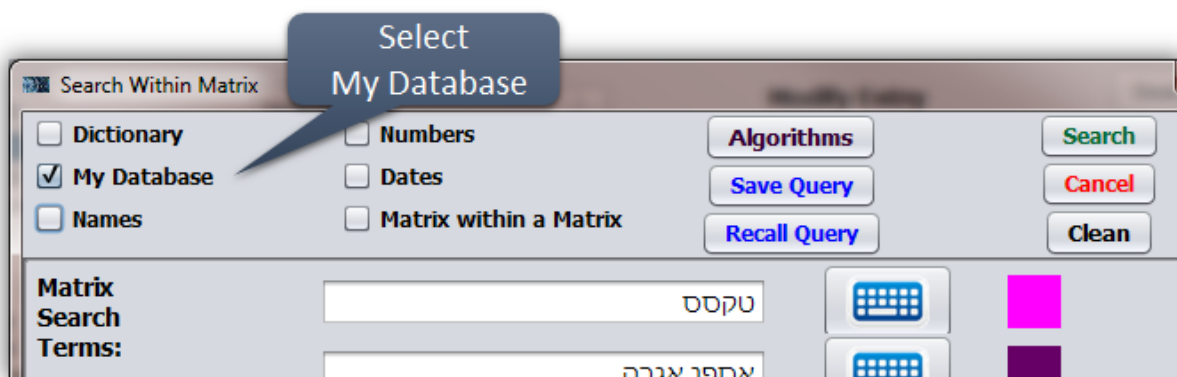 Select
My Database
Search Within Matrix
Dictionary
Numbers
Algorithms
Search
My Database
Dates
Save Query
Cancel
Names
Matrix within a Matrix
Recall Query
Clean
Matrix
Search
Terms:
טקסס